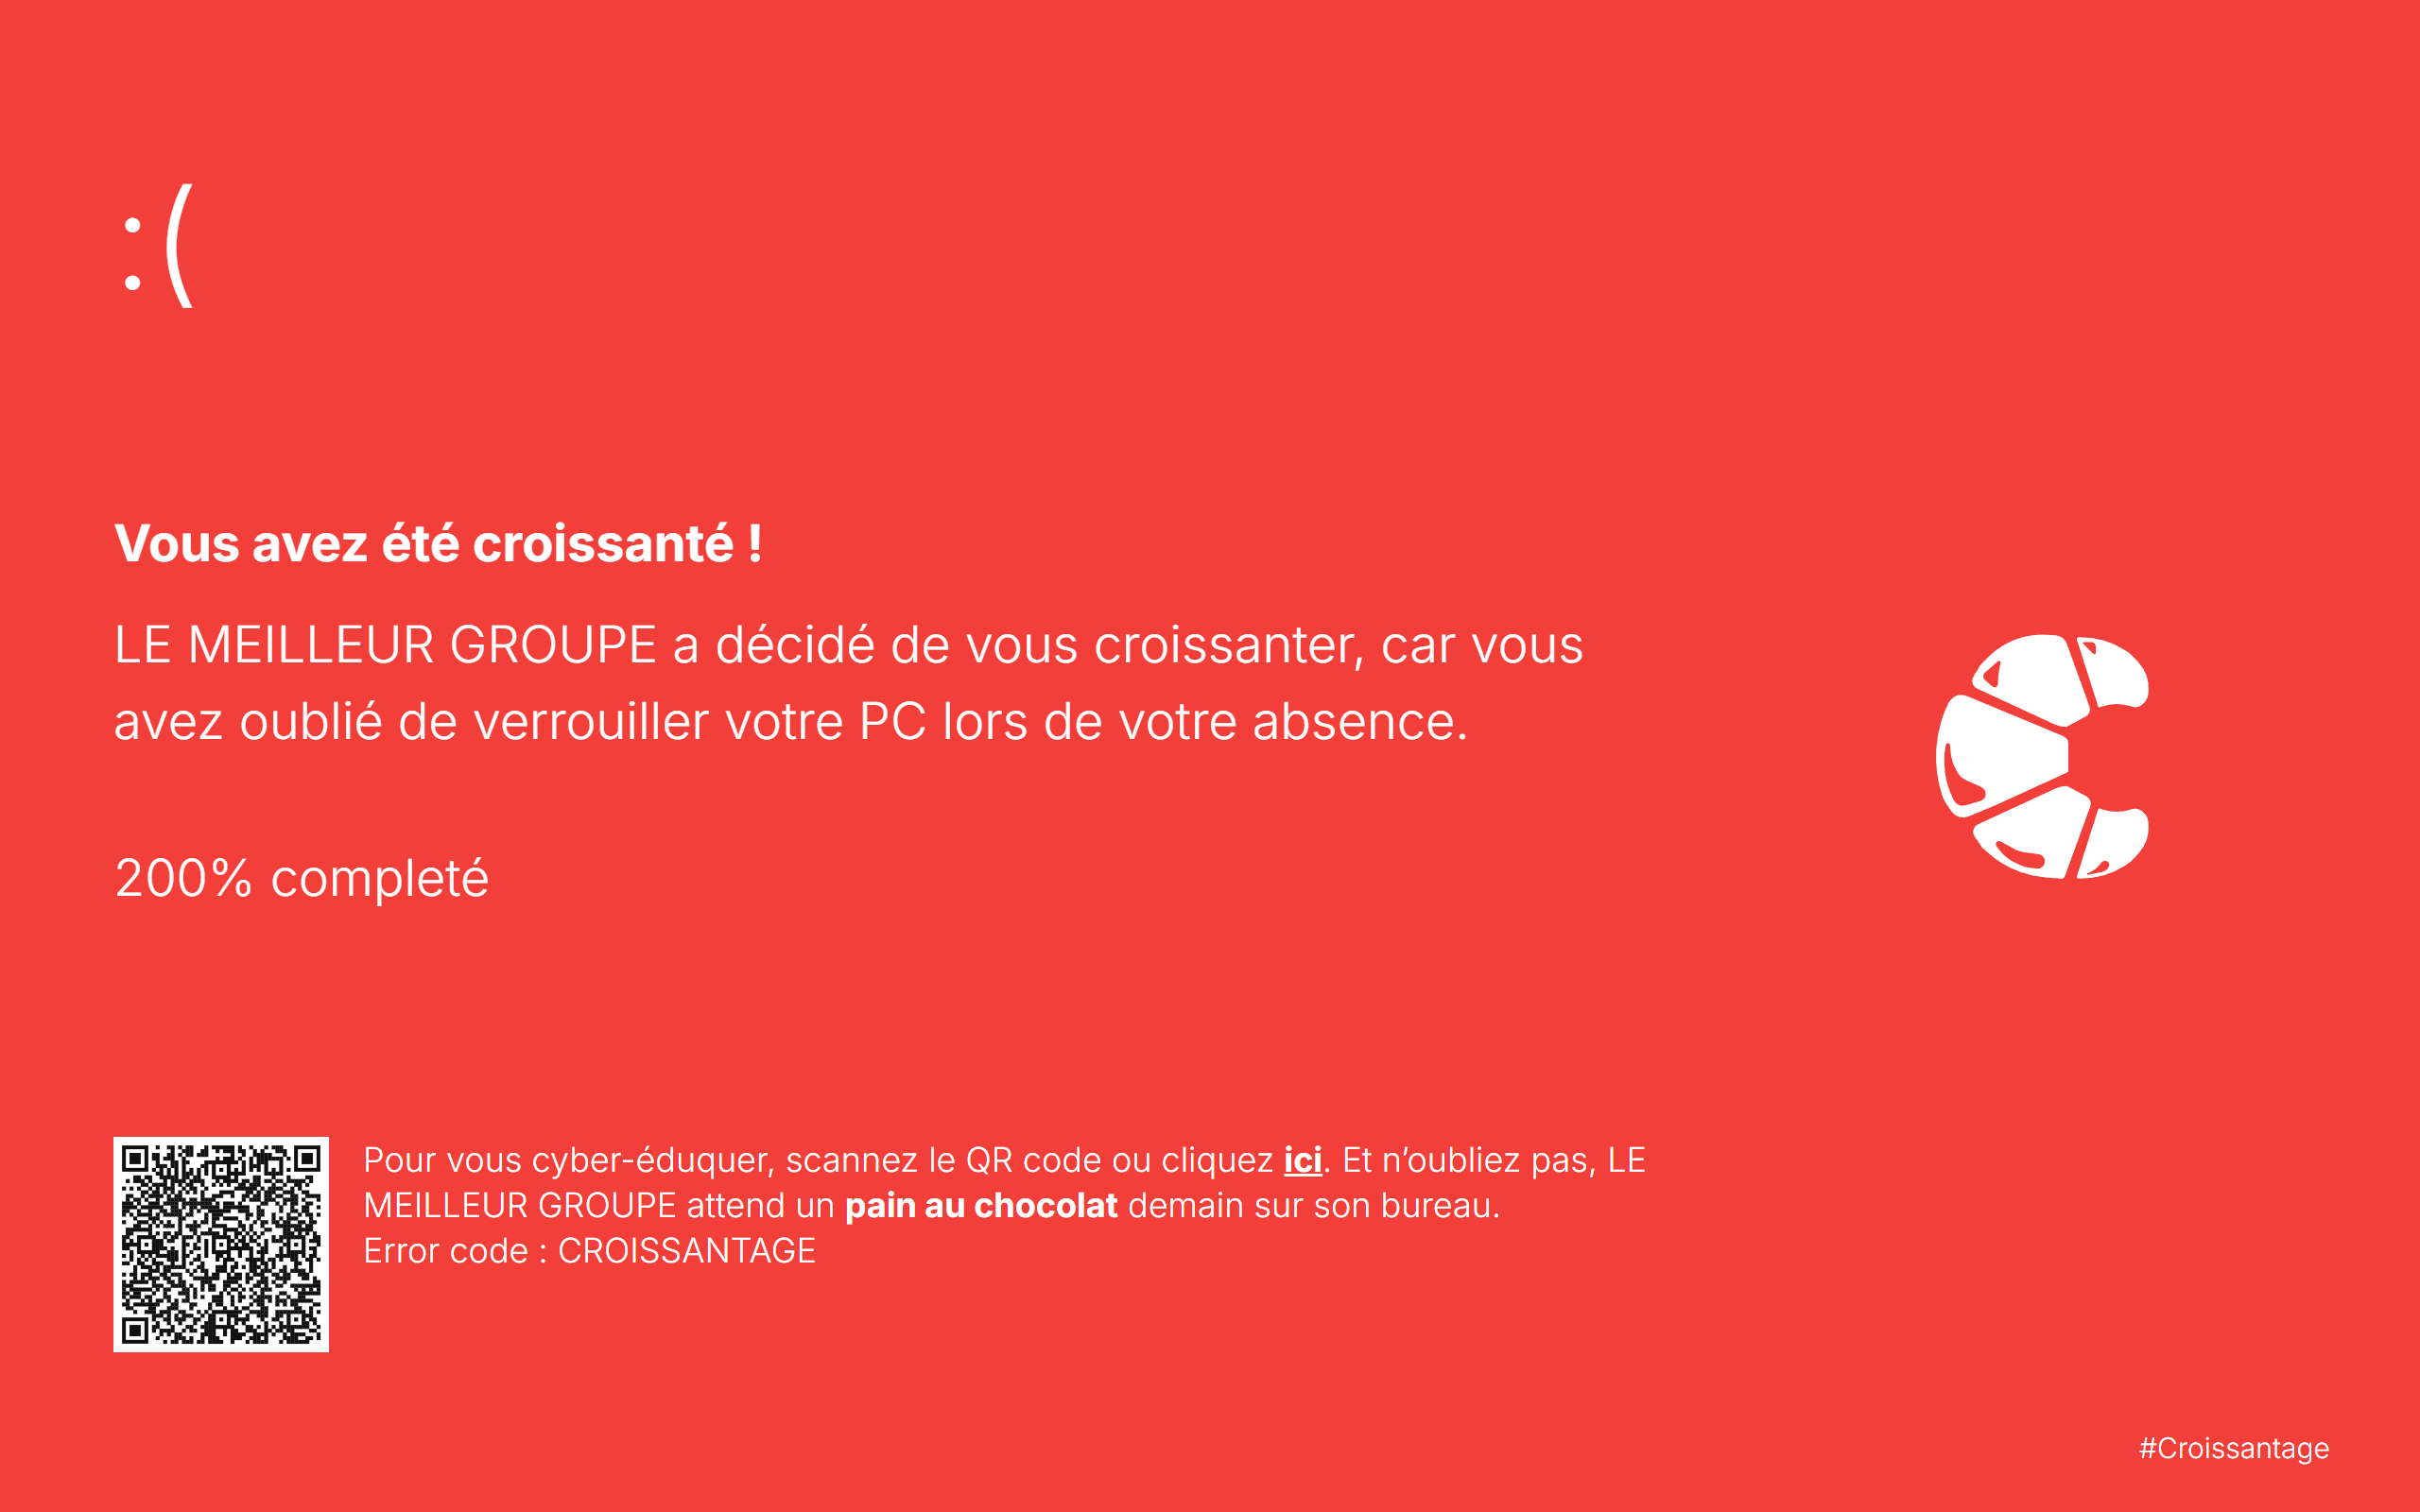 :(
Vous avez été croissanté !
LE MEILLEUR GROUPE a décidé de vous croissanter, car vous
avez oublié de verrouiller votre PC lors de votre absence.
200% completé
Pour vous cyber-éduquer, scannez le QR code ou cliquez ici. Et n’oubliez pas, LE
MEILLEUR GROUPE attend un pain au chocolat demain sur son bureau.
Error code : CROISSANTAGE
#Croissantage